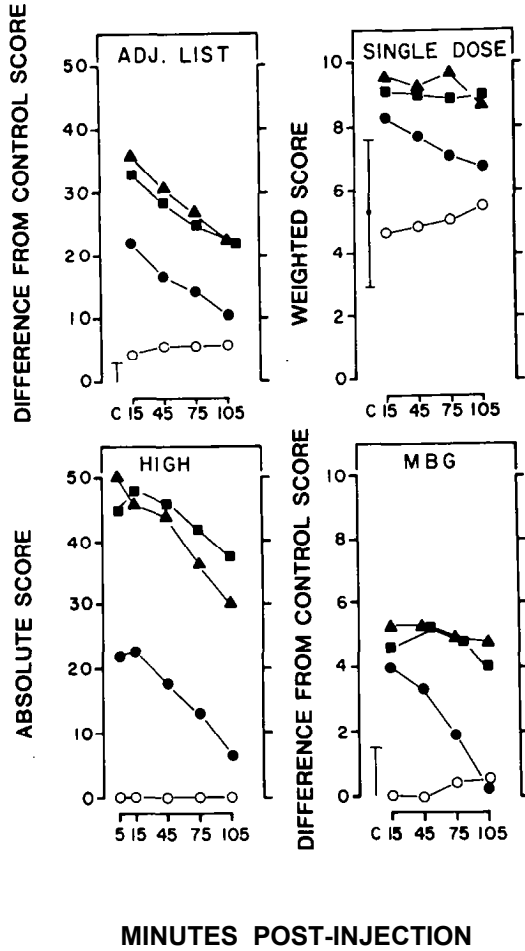 DIFFERENCE FROM CONTROL SCORE
ADJ. LIST
50
40
30
20
10
0
C 15 45 75 105
WEIGHTED SCORE
SINGLE DOSE
10
8
6
4
2
0
C 15 45 75 105
ABSOLUTE SCORE
HIGH
50
40
30
20
10
0
5 15 45 75 105
DIFFERENCE FROM CONTROL SCORE
MBG
10
8
6
4
2
0
C 15 45 75 105
MINUTES POST-INJECTION